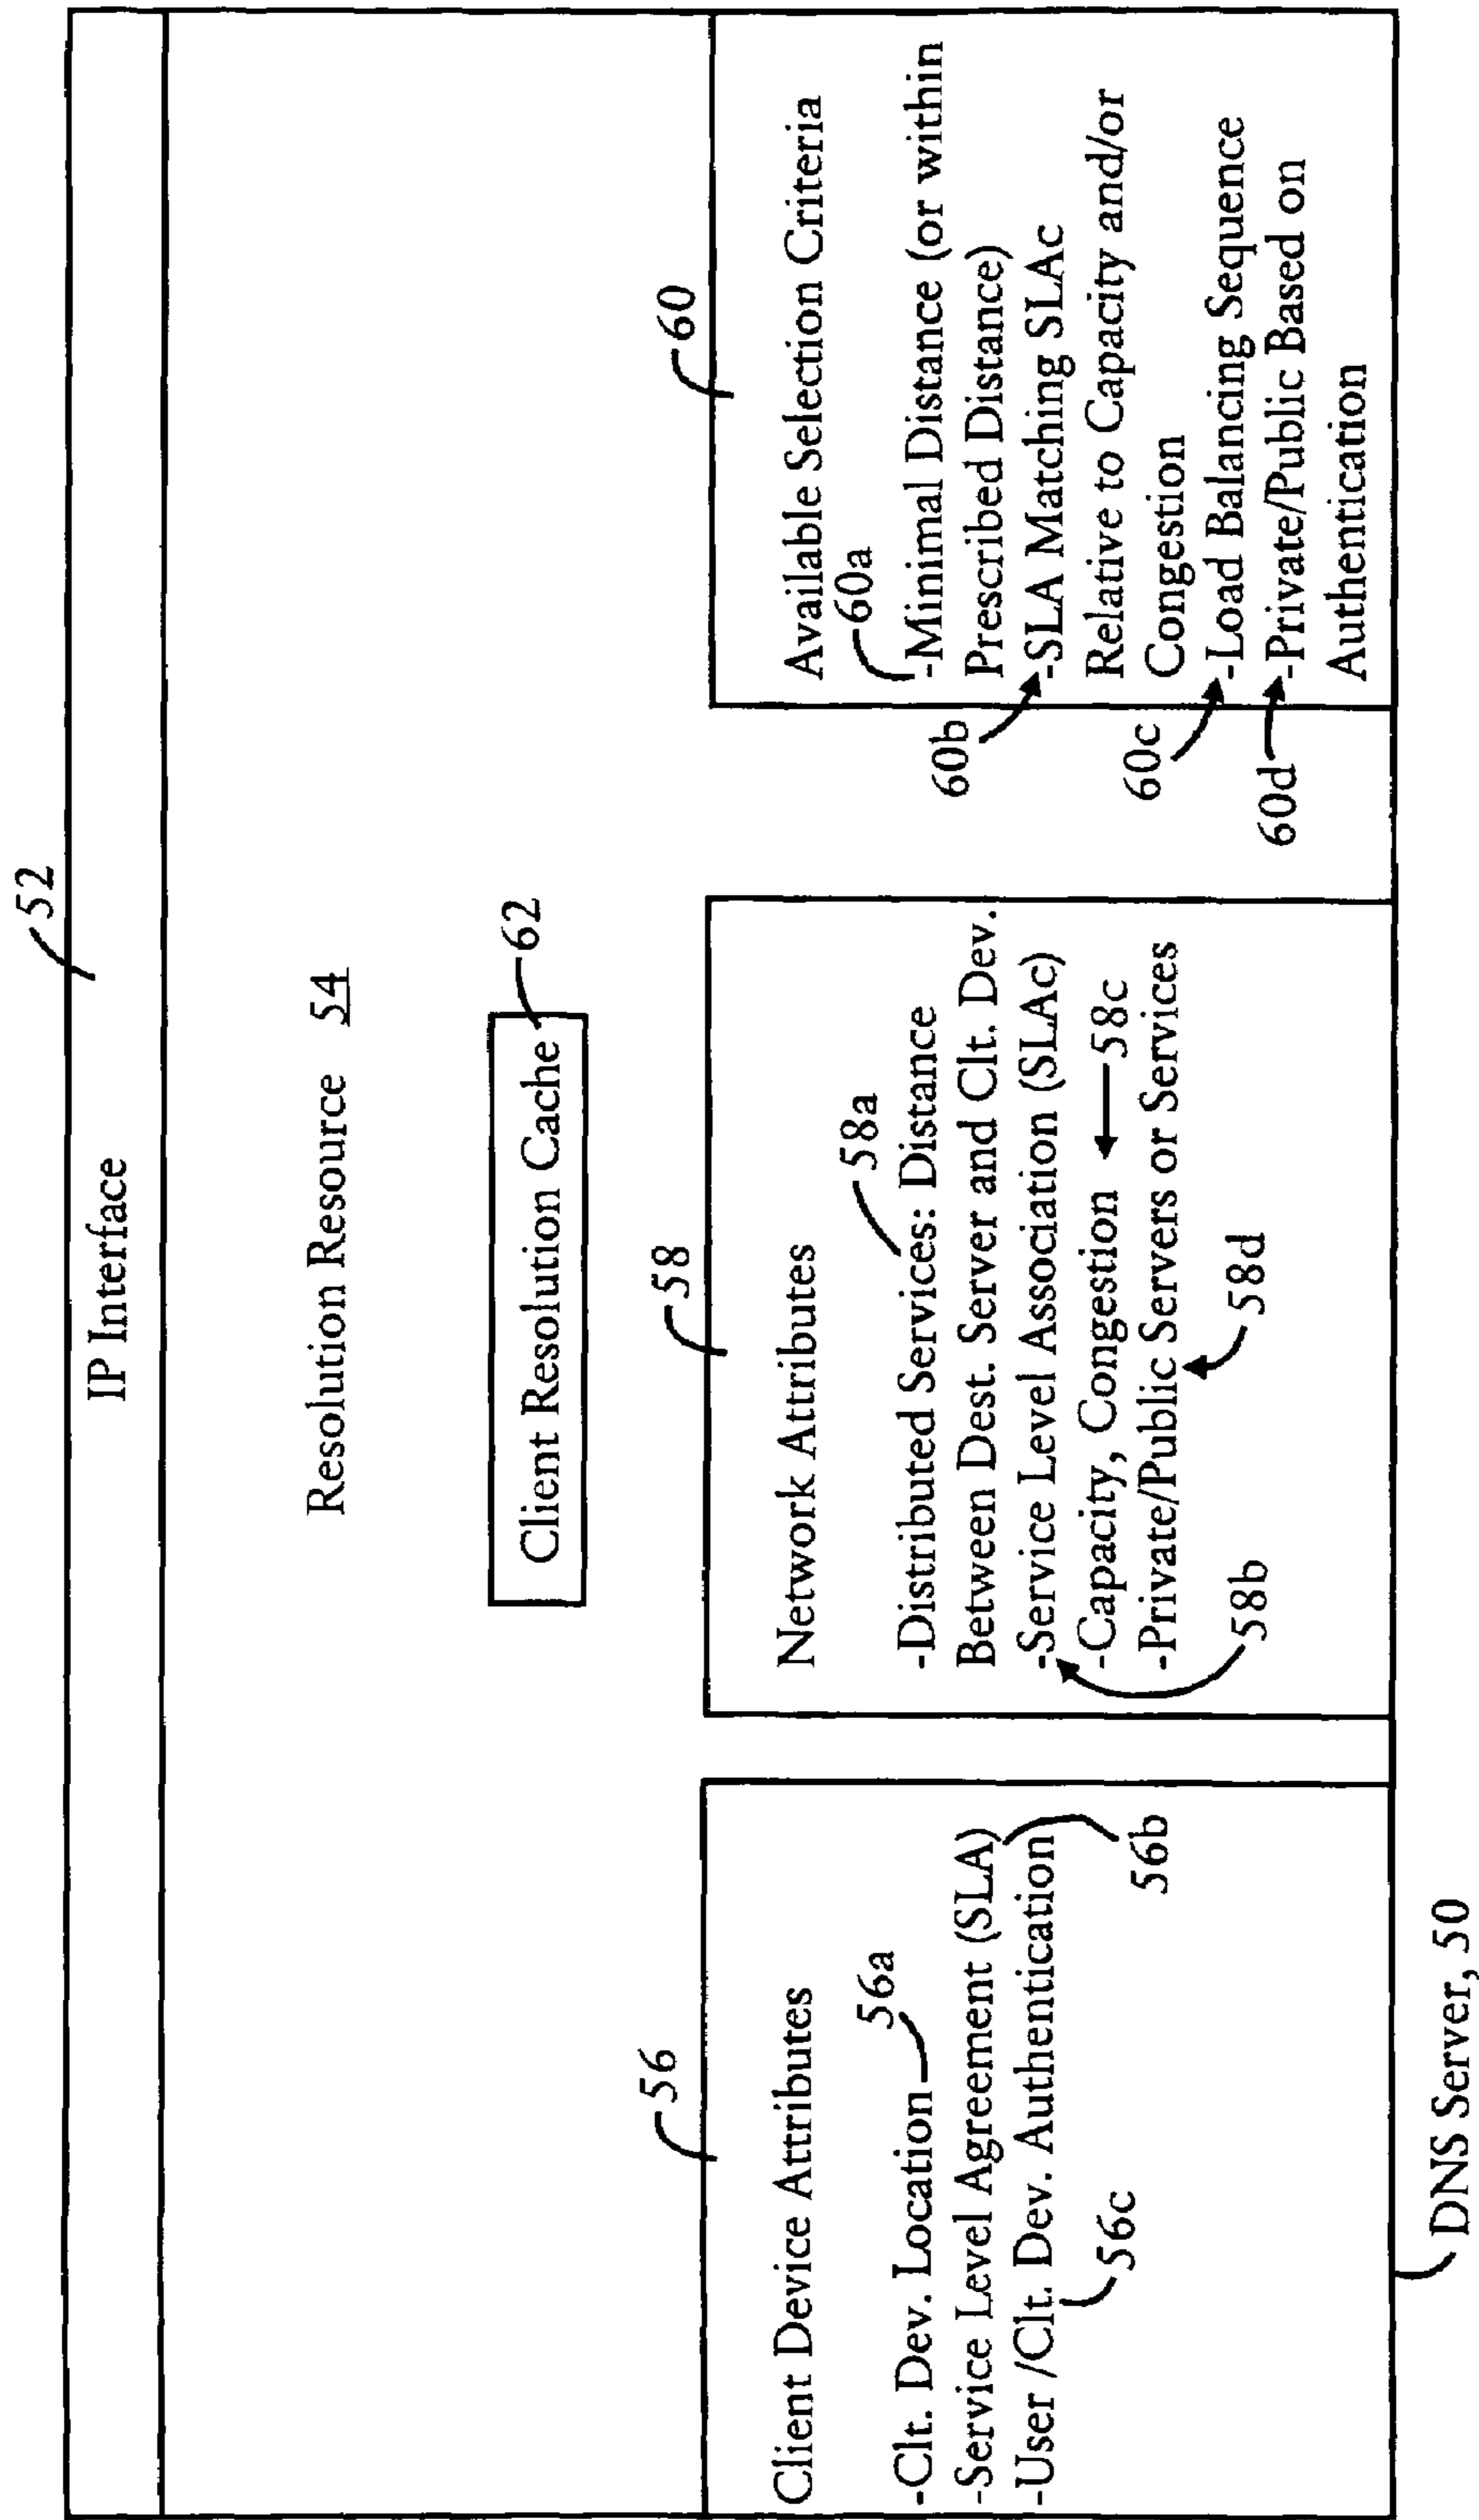 52
IP Interface
Resolution Resource 54
Client Resolution Cache
62
56
Client Device Attributes
56a
-Clt. Dev. Location
-Service Level Agreement (SLA)
-User /Clt. Dev. Authentication
56c
56b
58
Network Attributes
58a
-Distributed Services: Distance
Between Dest. Server and Clt. Dev.
-Service Level Association (SLAc)
-Capacity, Congestion
58c
-Private/Public Servers or Services
58b
58d
60
Available Selection Criteria
60a
-Minimal Distance (or within
Prescribed Distance)
60b
-SLA Matching SLAc
Relative to Capacity and/or
Congestion
60c
-Load Balancing Sequence
60d
-Private/Public Based on
Authentication
DNS Server, 50